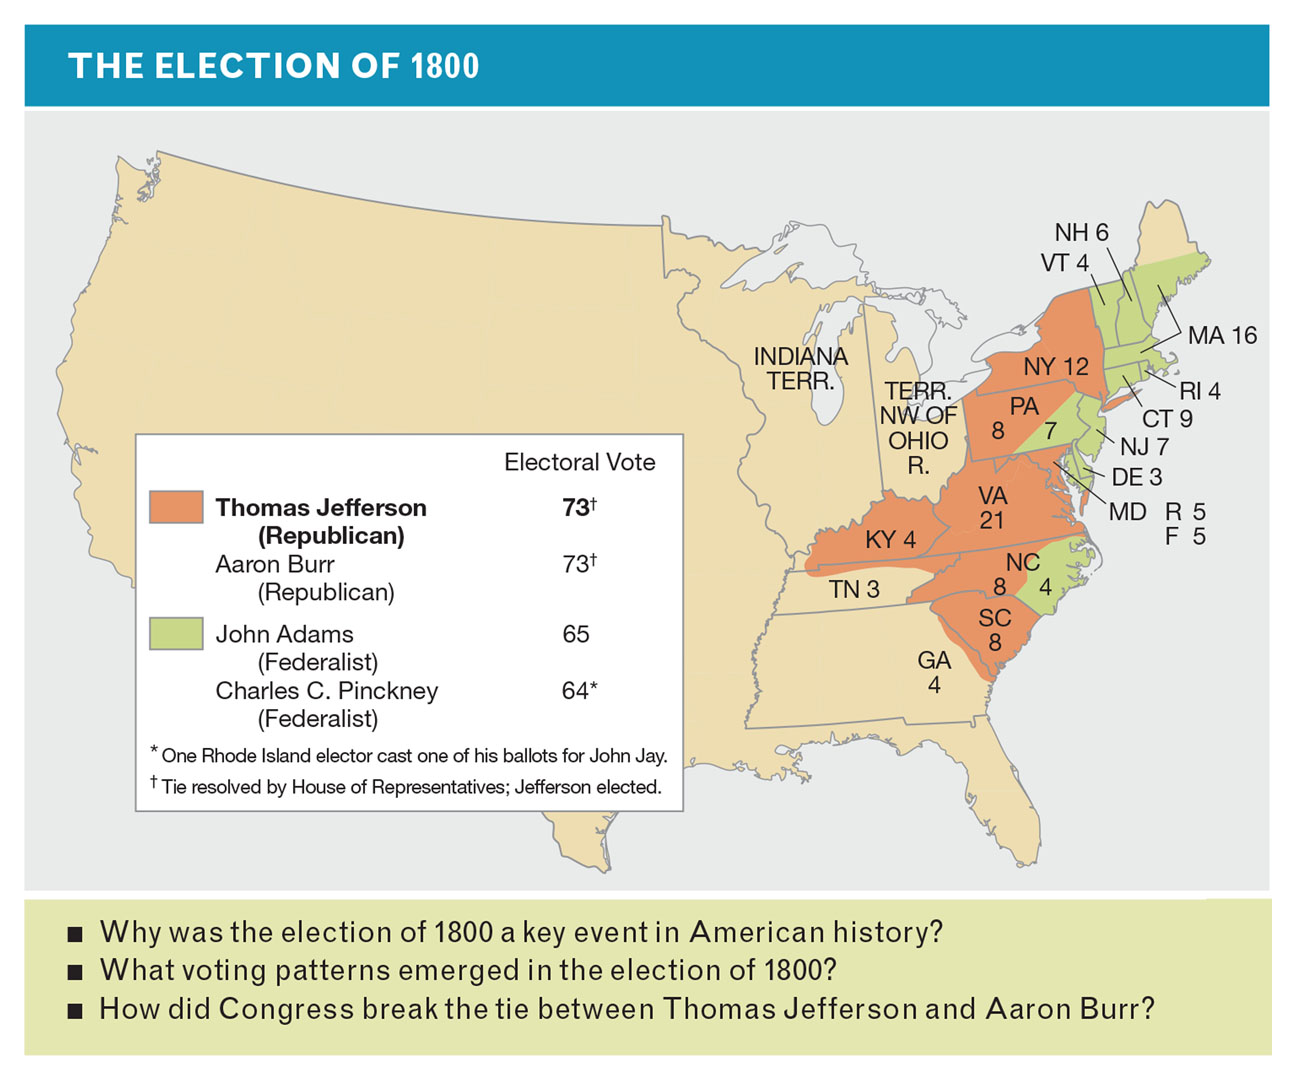 THE ELECTION OF 1800
NH 6
VT 4
MA 16
INDIANA
TERR.
NY 12
TERR.
NW OF
OHIO
R.
PA
8
7
RI 4
CT 9
NJ 7
DE 3
MD R 5
F 5
VA
21
KY 4
NC
8
4
TN 3
SC
8
GA
4
Electoral Vote
Thomas Jefferson 73†
(Republican)
Aaron Burr 73†
(Republican)
John Adams 65
(Federalist)
Charles C. Pinckney 64*
(Federalist)
* One Rhode Island elector cast one of his ballots for John Jay.
† Tie resolved by House of Representatives; Jefferson elected.
■ Why was the election of 1800 a key event in American history?
■ What voting patterns emerged in the election of 1800?
■ How did Congress break the tie between Thomas Jefferson and Aaron Burr?